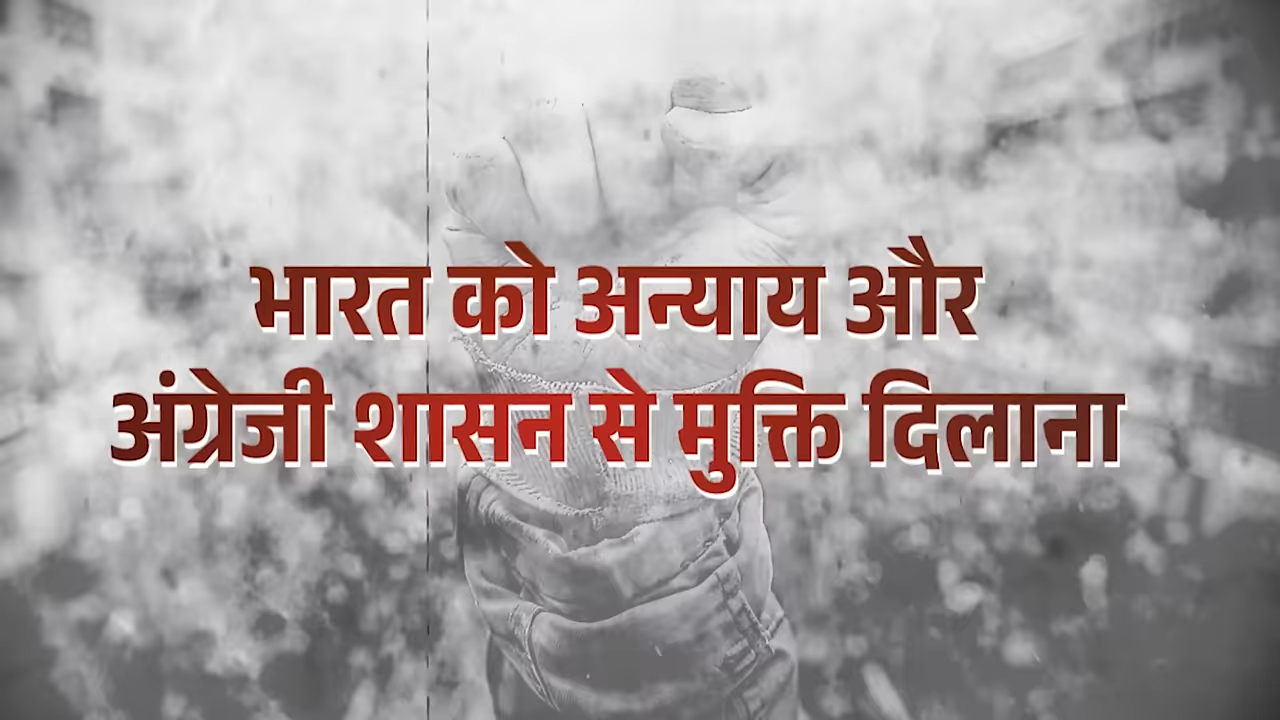 भारत को अन्याय और
अंग्रेजी शासन से मुक्ति दिलाना